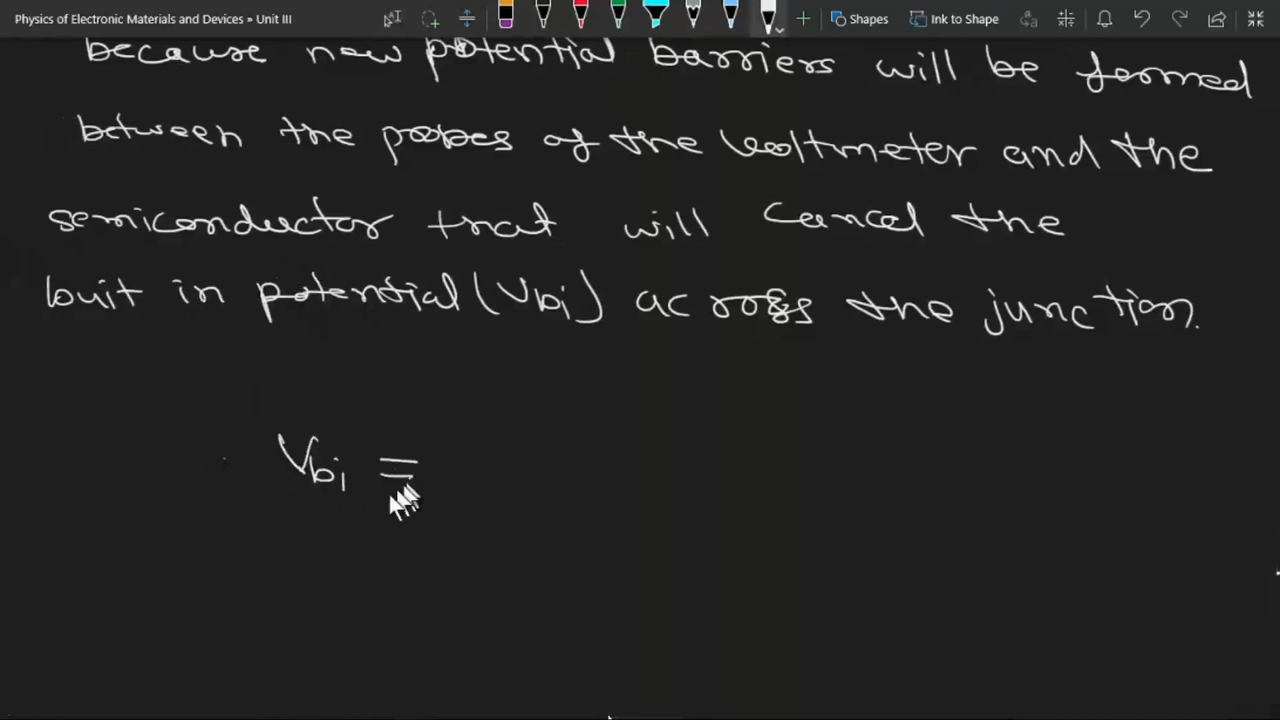 Physics of Electronic Materials and Devices » Unit III
Shapes
Ink to Shape
because new potential barriers will be formed
between the probes of the voltmeter and the
semiconductor that will cancel the
buit in potential (Vbi) across the junction.
Vbi =